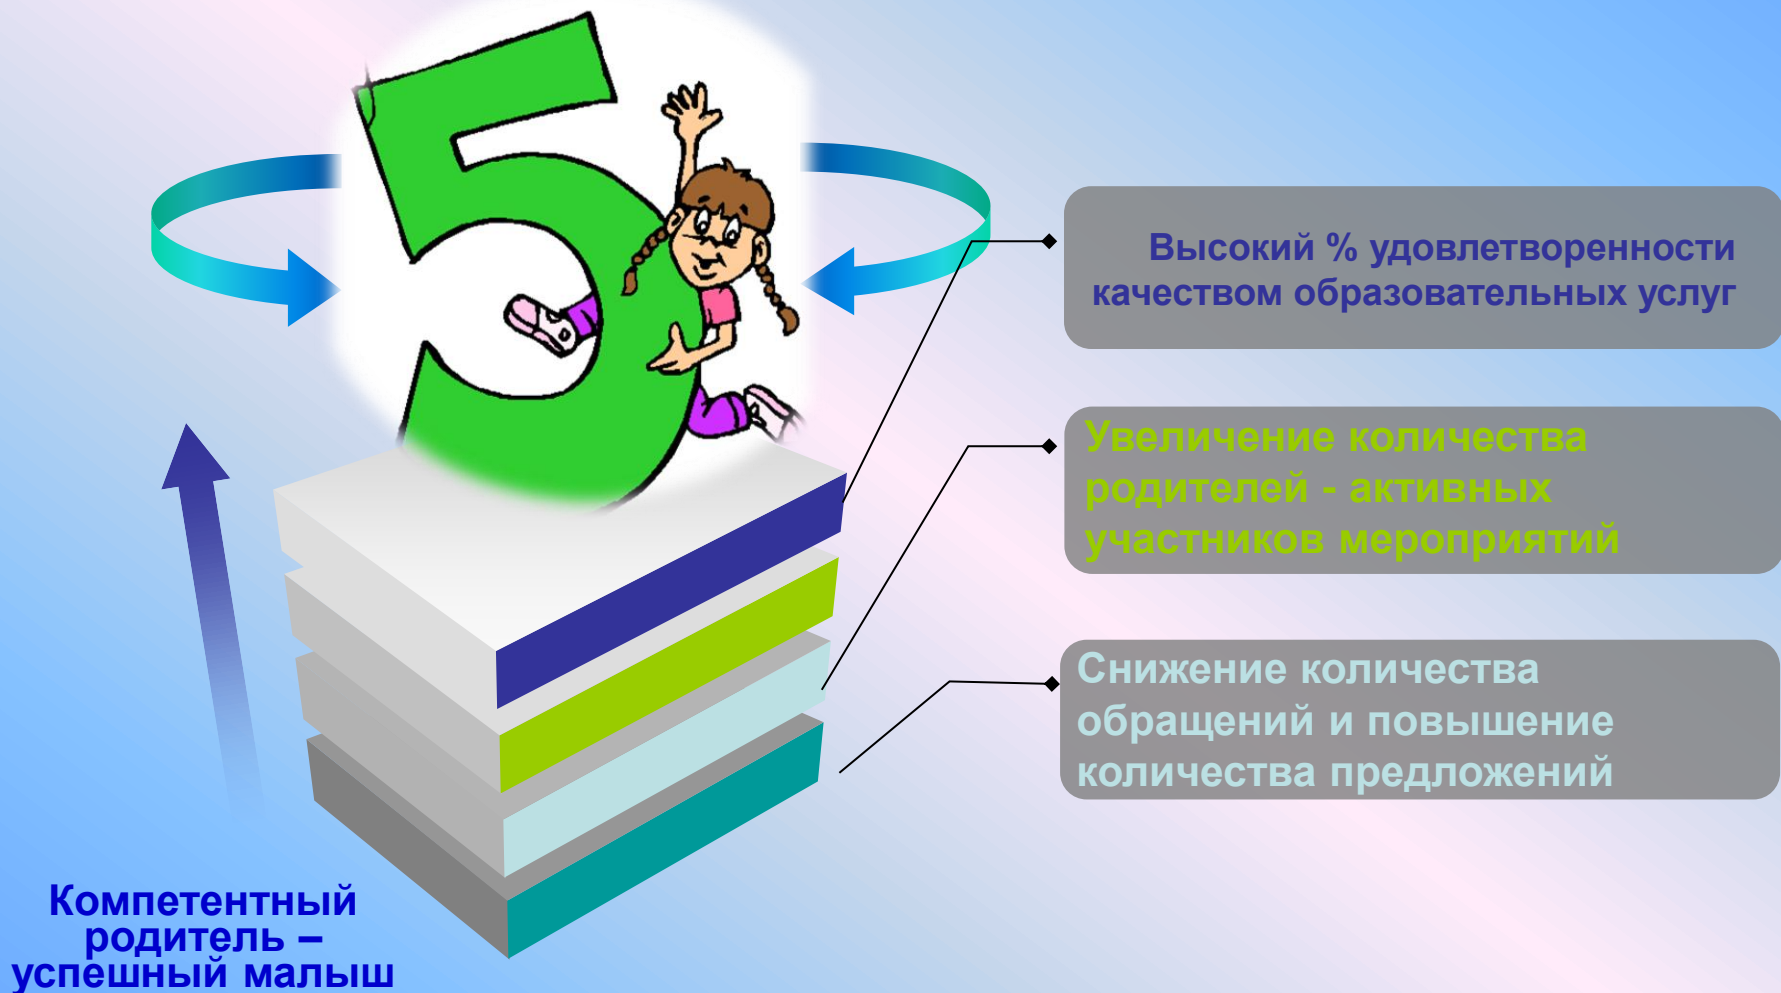 5
Высокий % удовлетворенности
качеством образовательных услуг
Увеличение количества
родителей - активных
участников мероприятий
Снижение количества
обращений и повышение
количества предложений
Компетентный
родитель –
успешный малыш